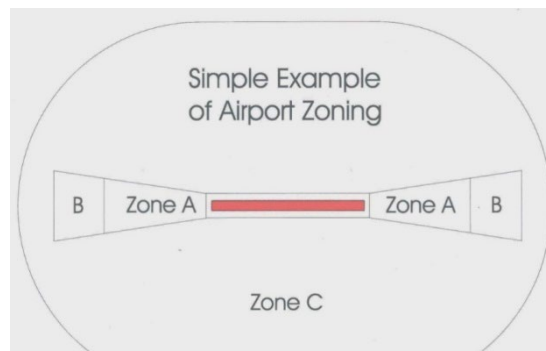 Simple Example
of Airport Zoning
B
Zone A
Zone A
B
Zone C